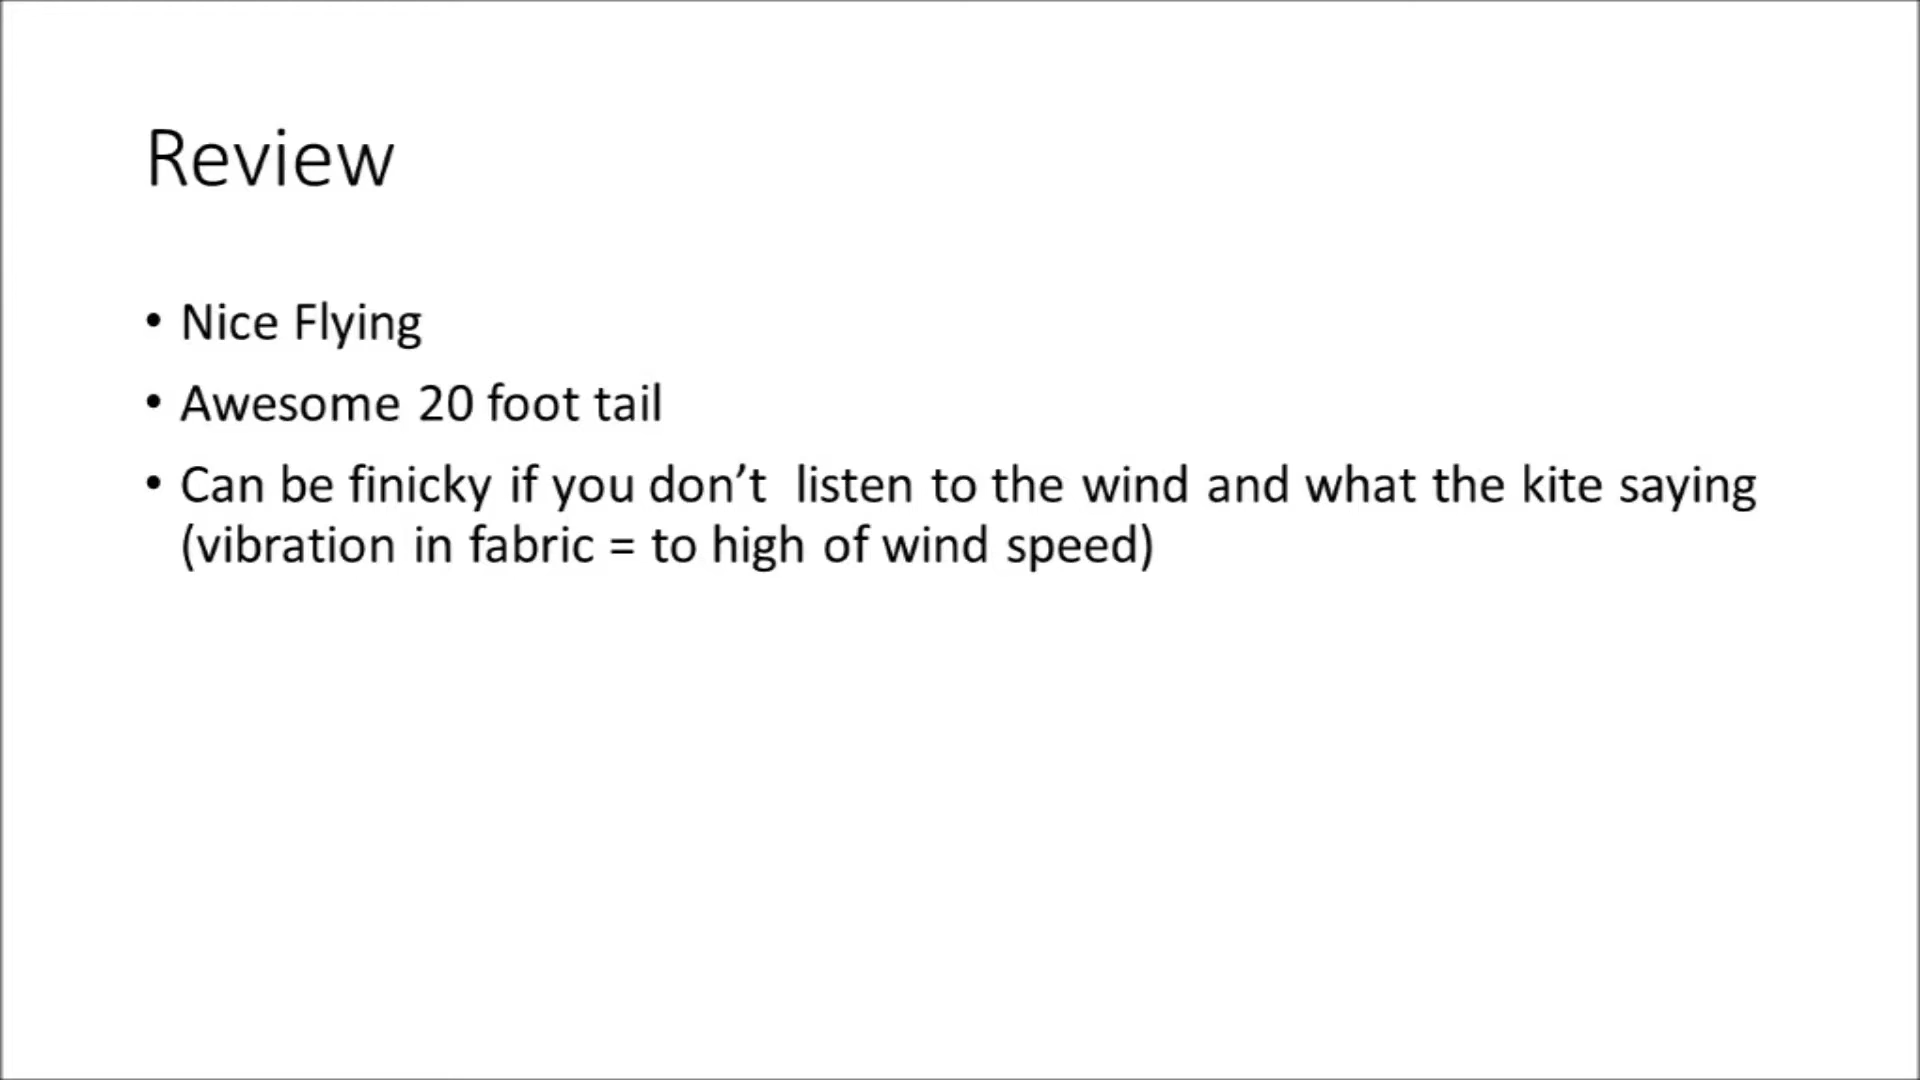 Review
• Nice Flying
• Awesome 20 foot tail
• Can be finicky if you don’t  listen to the wind and what the kite saying
(vibration in fabric = to high of wind speed)